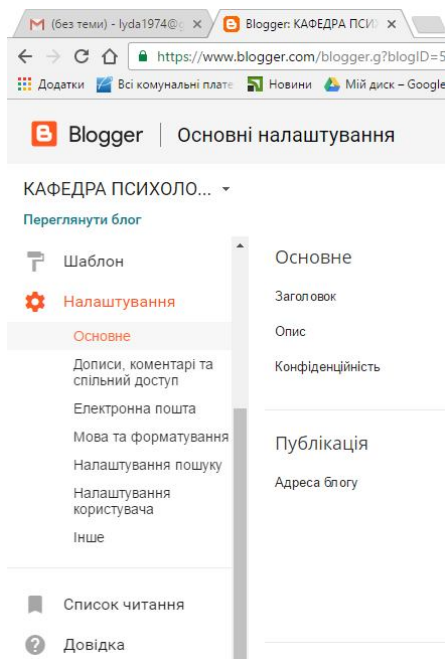 (без теми) - lyda1974@
Blogger: КАФЕДРА ПСИ
https://www.blogger.com/blogger.g?blogID=5
Додатки Всі комунальні плате Новини Мій диск – Google
Blogger Основні налаштування
КАФЕДРА ПСИХОЛО...
Переглянути блог
Шаблон
Налаштування
Основне
Дописи, коментарі та
спільний доступ
Електронна пошта
Мова та форматування
Налаштування пошуку
Налаштування
користувача
Інше
Список читання
Довідка
Основне
Заголовок
Опис
Конфіденційність
Публікація
Адреса блогу